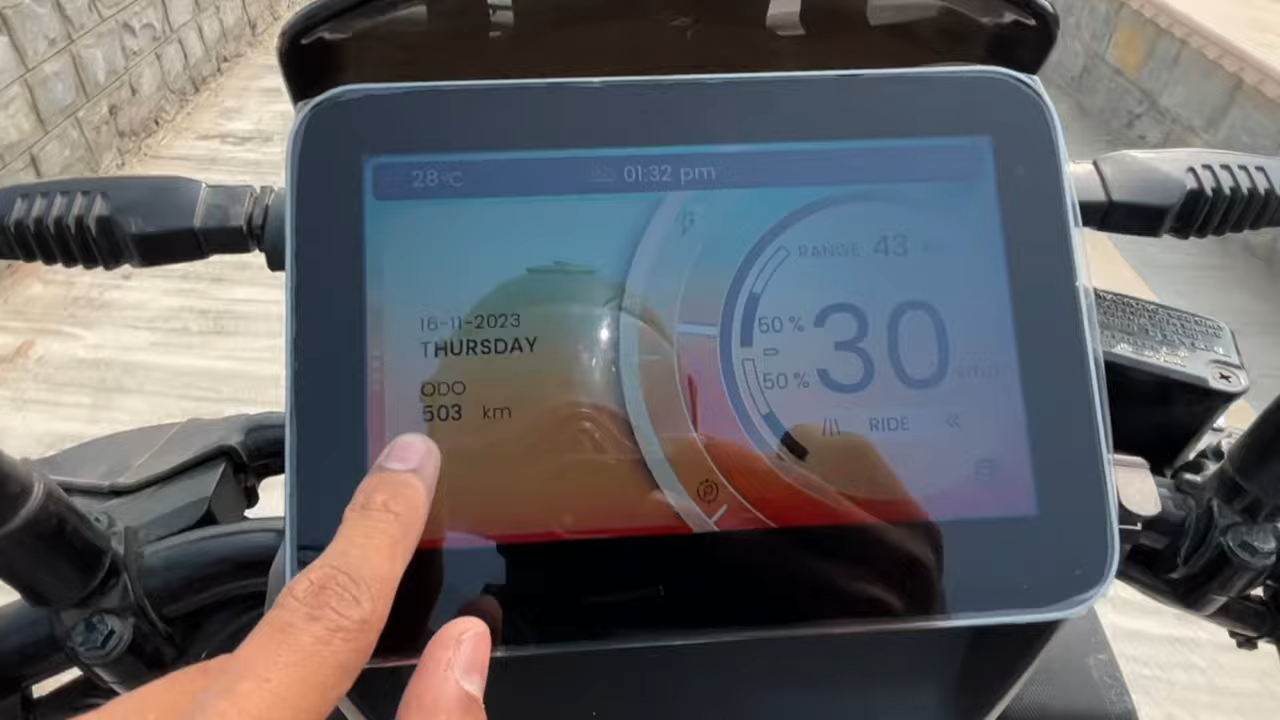 28°C
01:32 pm
16-11-2023
THURSDAY
ODO
503 km
RANGE 43
50 %
30
50 %
RIDE